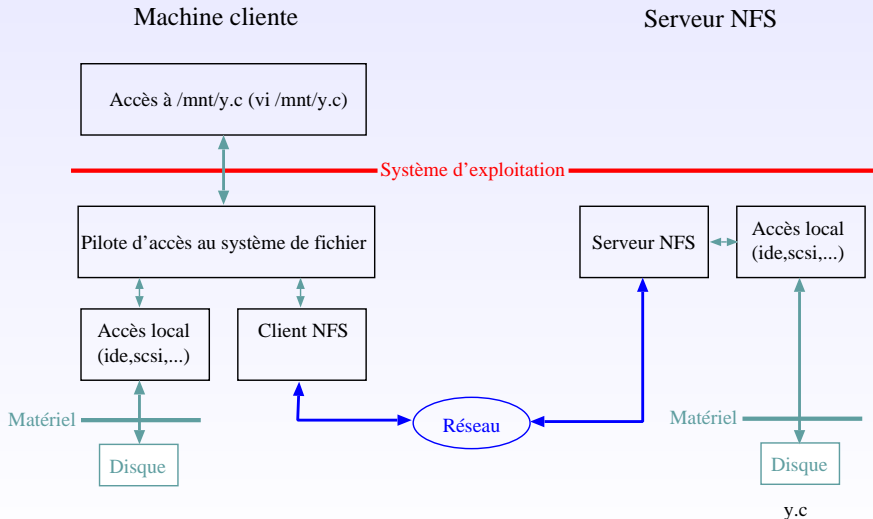 Machine cliente
Serveur NFS
Accès à /mnt/y.c (vi /mnt/y.c)
Système d'exploitation
Pilote d'accès au système de fichier
Serveur NFS
Accès local
(ide,scsi,...)
Accès local
(ide,scsi,...)
Client NFS
Matériel
Réseau
Matériel
Disque
Disque
y.c